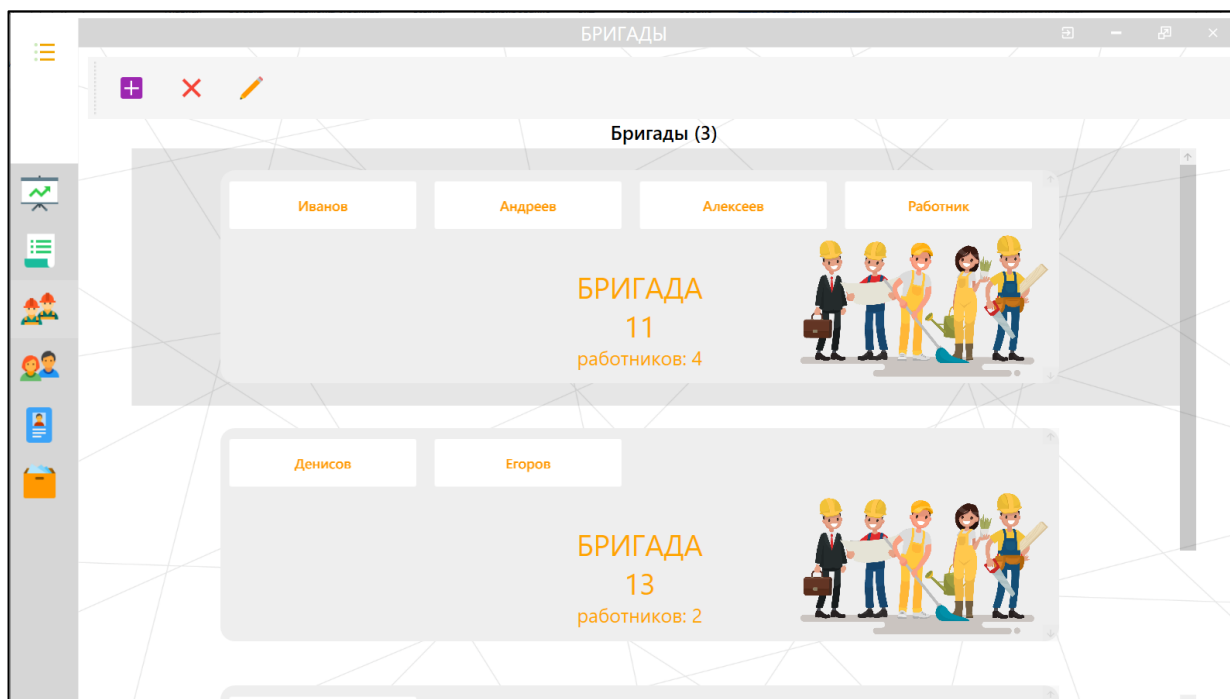 БРИГАДЫ
Бригады (3)
Иванов Андреев Алексеев Работник
БРИГАДА
11
работников: 4
Денисов Егоров
БРИГАДА
13
работников: 2